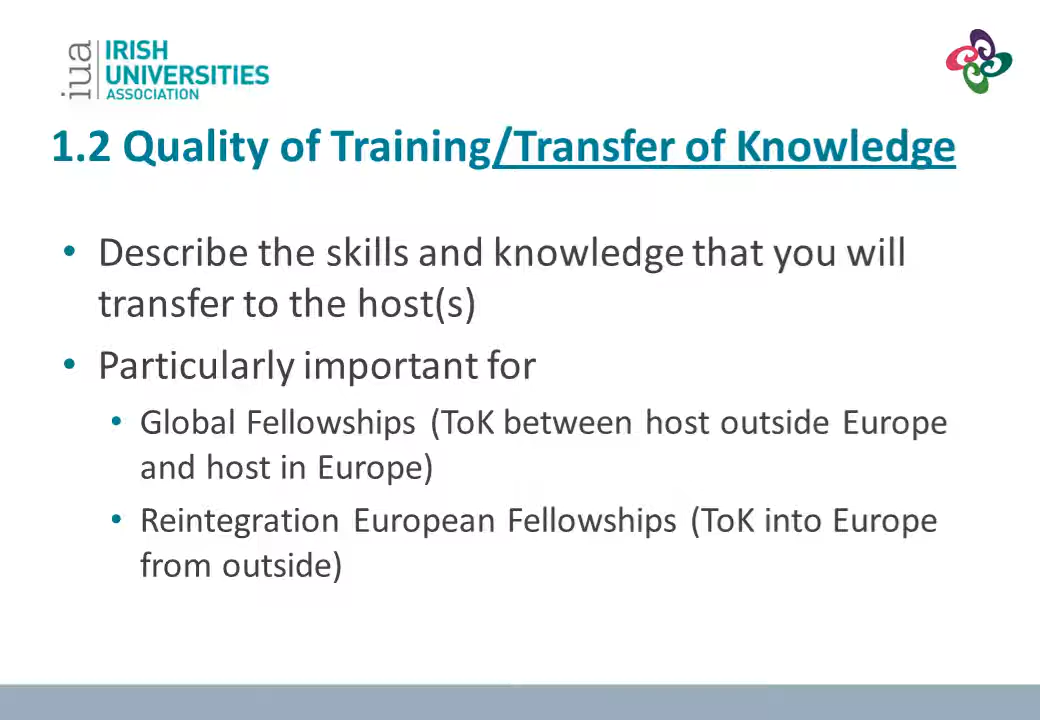 iua
IRISH
UNIVERSITIES
ASSOCIATION
1.2 Quality of Training/Transfer of Knowledge
• Describe the skills and knowledge that you will
transfer to the host(s)
• Particularly important for
• Global Fellowships (ToK between host outside Europe
and host in Europe)
• Reintegration European Fellowships (ToK into Europe
from outside)